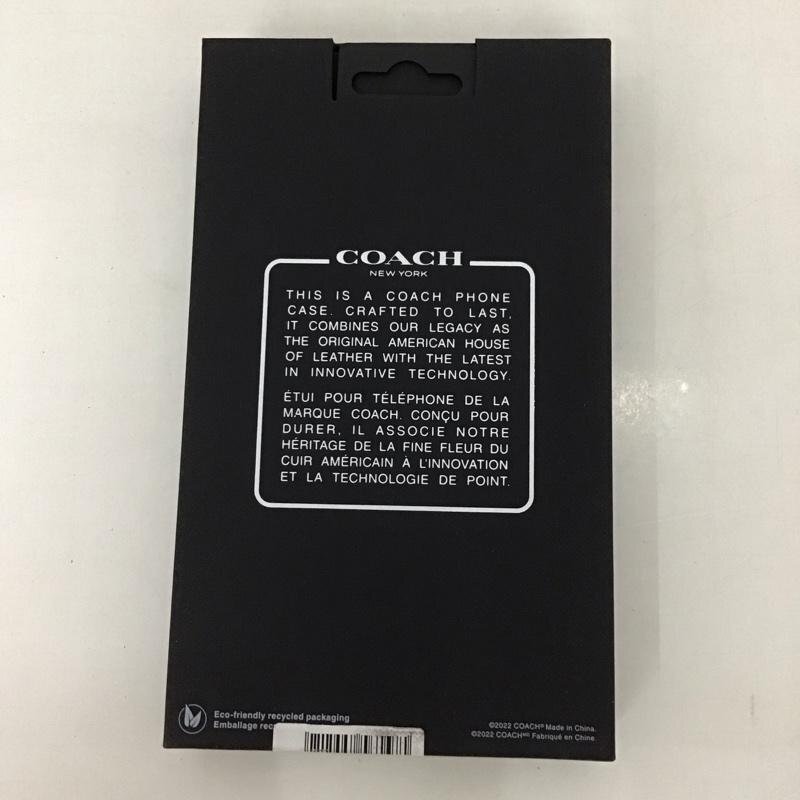 COACH
NEW YORK
THIS IS A COACH PHONE
CASE. CRAFTED TO LAST,
IT COMBINES OUR LEGACY AS
THE ORIGINAL AMERICAN HOUSE
OF LEATHER WITH THE LATEST
IN INNOVATIVE TECHNOLOGY.
ÉTUI POUR TÉLÉPHONE DE LA
MARQUE COACH. CONÇU POUR
DURER, IL ASSOCIE NOTRE
HÉRITAGE DE LA FINE FLEUR DU
CUIR AMÉRICAIN À L'INNOVATION
ET LA TECHNOLOGIE DE POINT.
Eco-friendly recycled packaging
Emballage
©2022 COACH® Made in China.
©2022 COACHᴹᴰ Fabriqué en Chine.